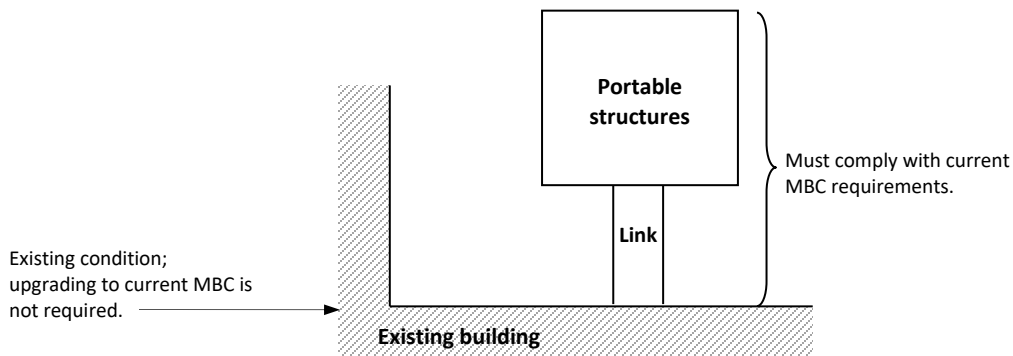 Portable
structures
Must comply with current
MBC requirements.
Link
Existing condition;
upgrading to current MBC is
not required.
Existing building